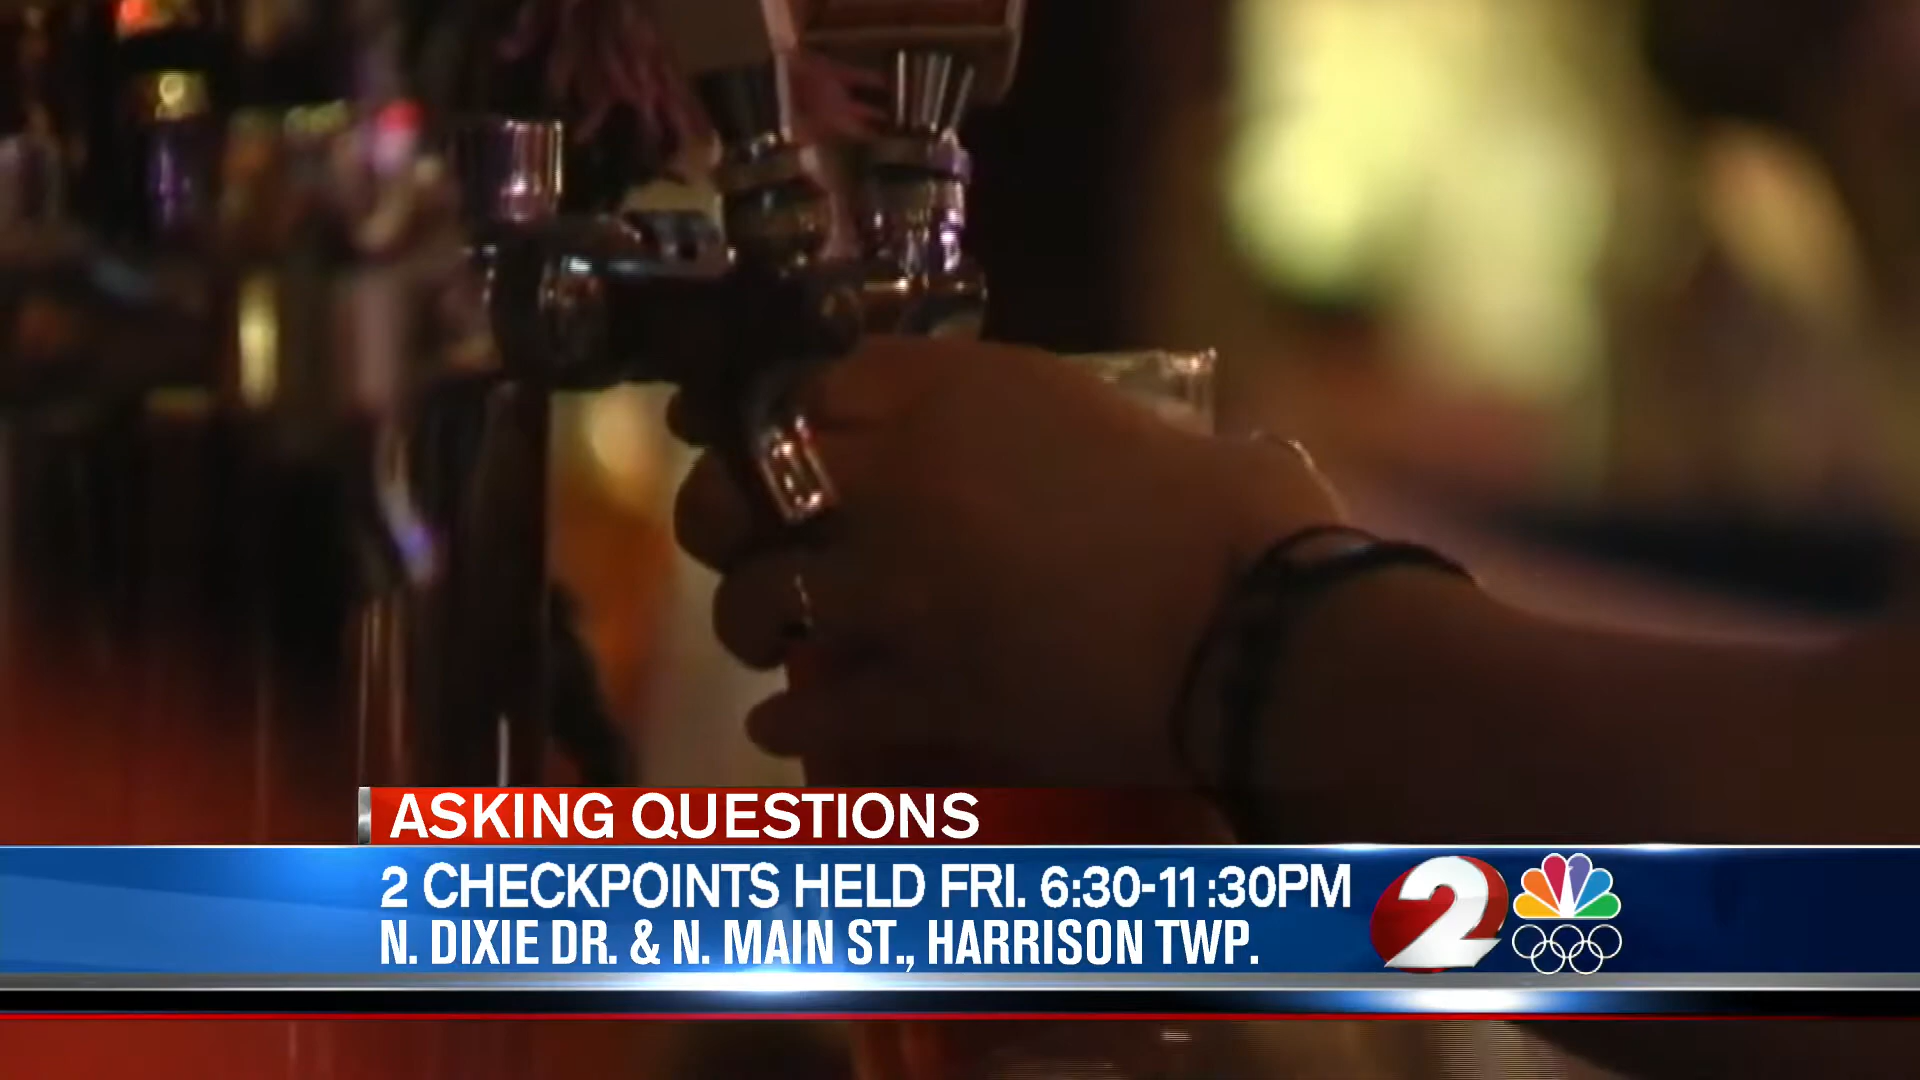 ASKING QUESTIONS
2 CHECKPOINTS HELD FRI. 6:30-11:30PM
N. DIXIE DR. & N. MAIN ST., HARRISON TWP.
2